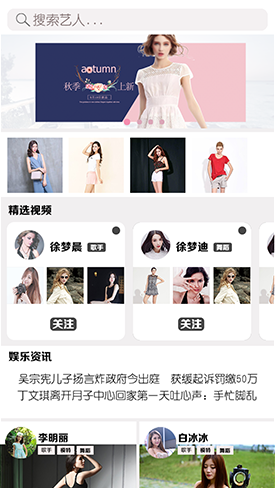 搜索艺人...
autumn
秋季 上新
精选视频
徐梦晨 歌手
徐梦迪 舞蹈
关注
关注
娱乐资讯
吴宗宪儿子扬言炸政府今出庭 获缓起诉罚缴50万
丁文琪离开月子中心回家第一天吐心声：手忙脚乱
李明丽
歌手 模特 舞蹈
白冰冰
歌手 模特 舞蹈